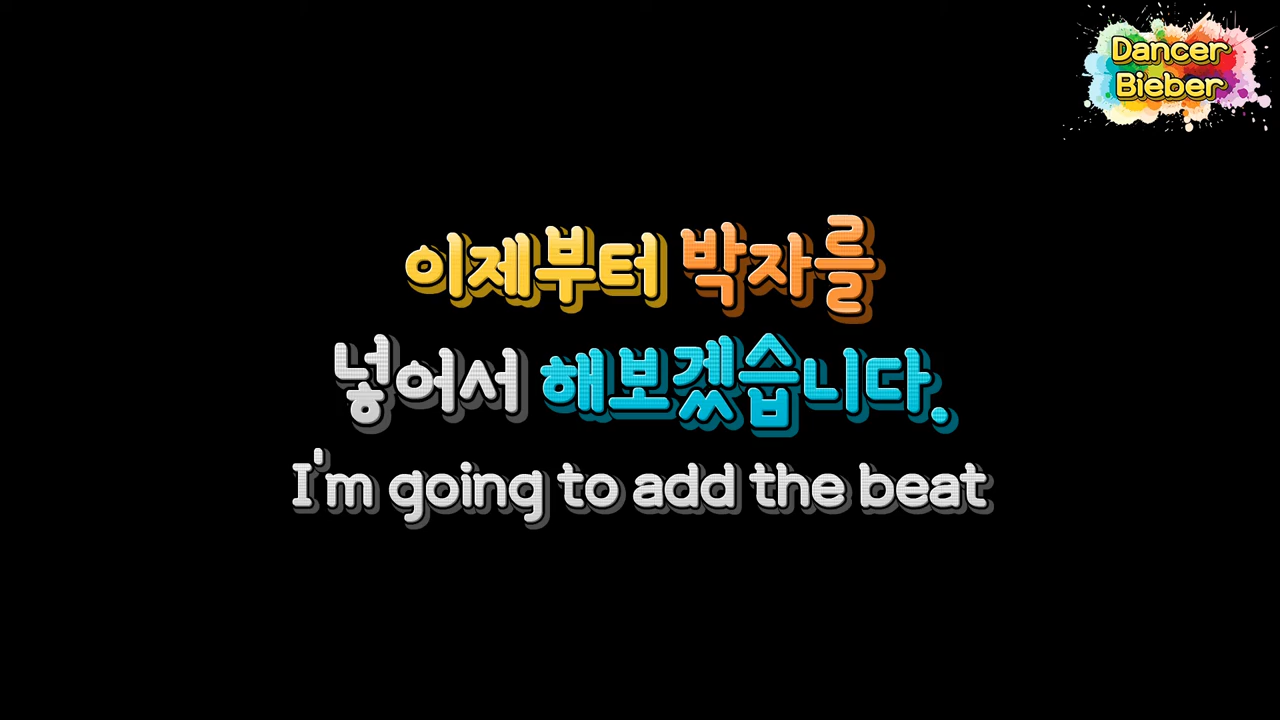 Dancer
Bieber
이제부터 박자를
넣어서 해보겠습니다.
I'm going to add the beat